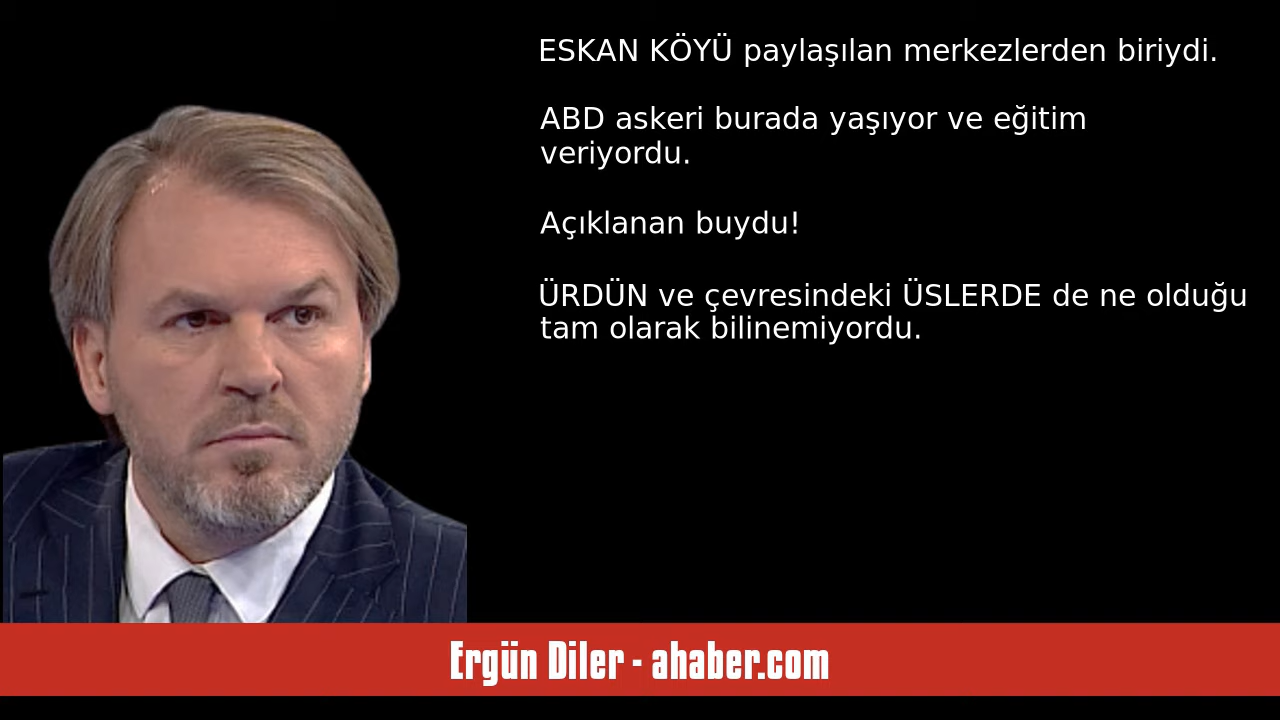 ESKAN KÖYÜ paylaşılan merkezlerden biriydi.
ABD askeri burada yaşıyor ve eğitim
veriyordu.
Açıklanan buydu!
ÜRDÜN ve çevresindeki ÜSLERDE de ne olduğu
tam olarak bilinemiyordu.
Ergün Diler - ahaber.com